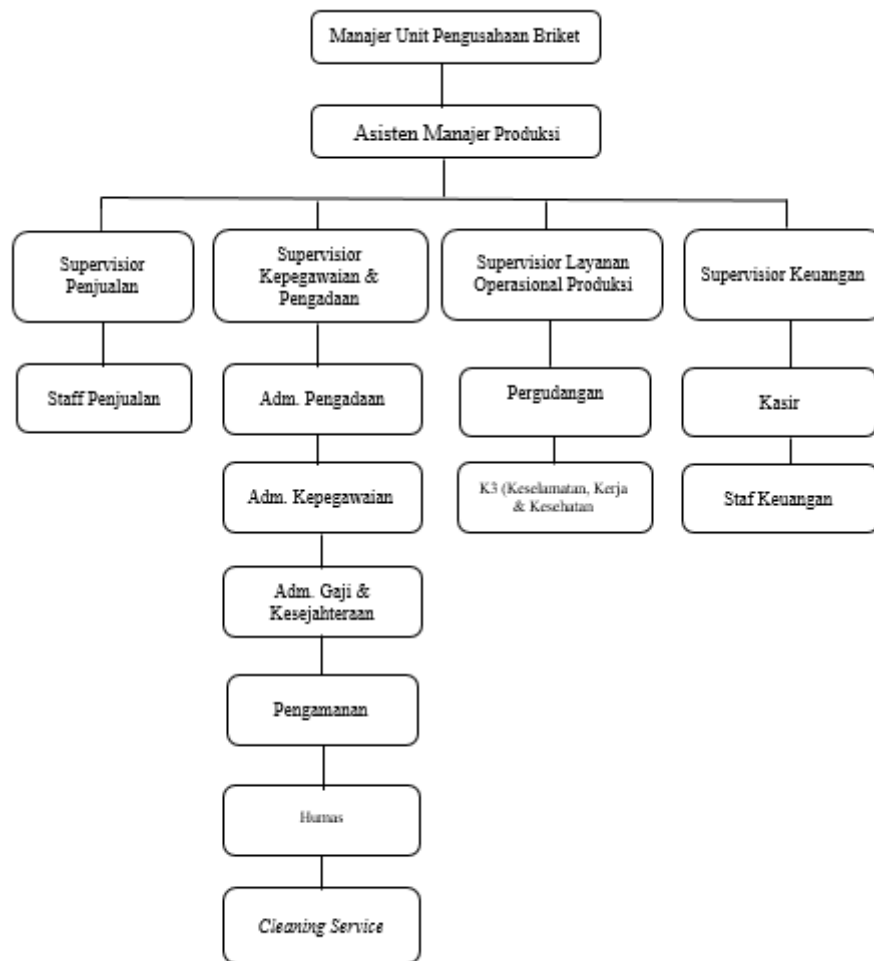 Manajer Unit Pengusahaan Briket
Asisten Manajer Produksi
Supervisior
Penjualan
Supervisior
Kepegawaian &
Pengadaan
Supervisior Layanan
Operasional Produksi
Supervisior Keuangan
Staff Penjualan
Adm. Pengadaan
Pergudangan
Kasir
Adm. Kepegawaian
K3 (Keselamatan, Kerja
& Kesehatan
Staf Keuangan
Adm. Gaji &
Kesejahteraan
Pengamanan
Humas
Cleaning Service